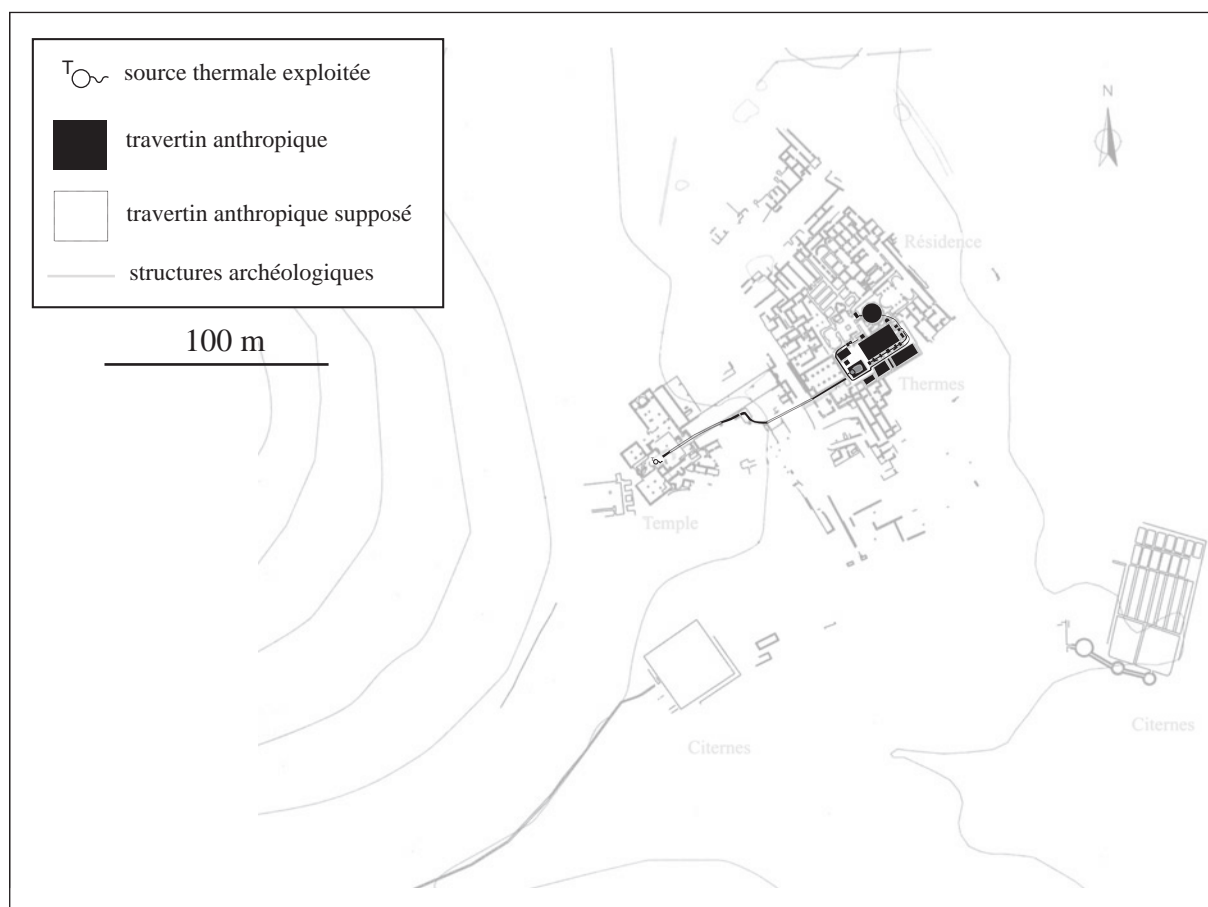 T
source thermale exploitée
travertin anthropique
travertin anthropique supposé
structures archéologiques
100 m
N
Résidence
Thermes
Temple
Citernes
Citernes